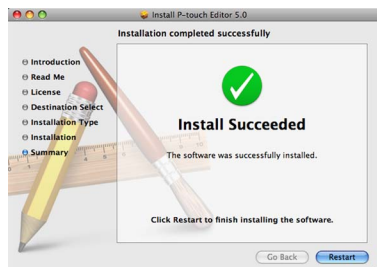 Install P-touch Editor 5.0
Installation completed successfully
Introduction
Read Me
License
Destination Select
Installation Type
Installation
Summary
Install Succeeded
The software was successfully installed.
Click Restart to finish installing the software.
Go Back
Restart